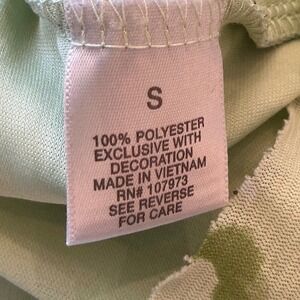 S
100% POLYESTER
EXCLUSIVE WITH
DECORATION
MADE IN VIETNAM
RN# 107973
SEE REVERSE
FOR CARE